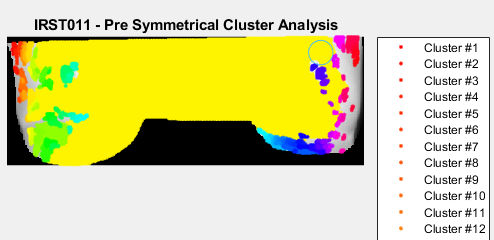 IRST011 - Pre Symmetrical Cluster Analysis
Cluster #1
Cluster #2
Cluster #3
Cluster #4
Cluster #5
Cluster #6
Cluster #7
Cluster #8
Cluster #9
Cluster #10
Cluster #11
Cluster #12